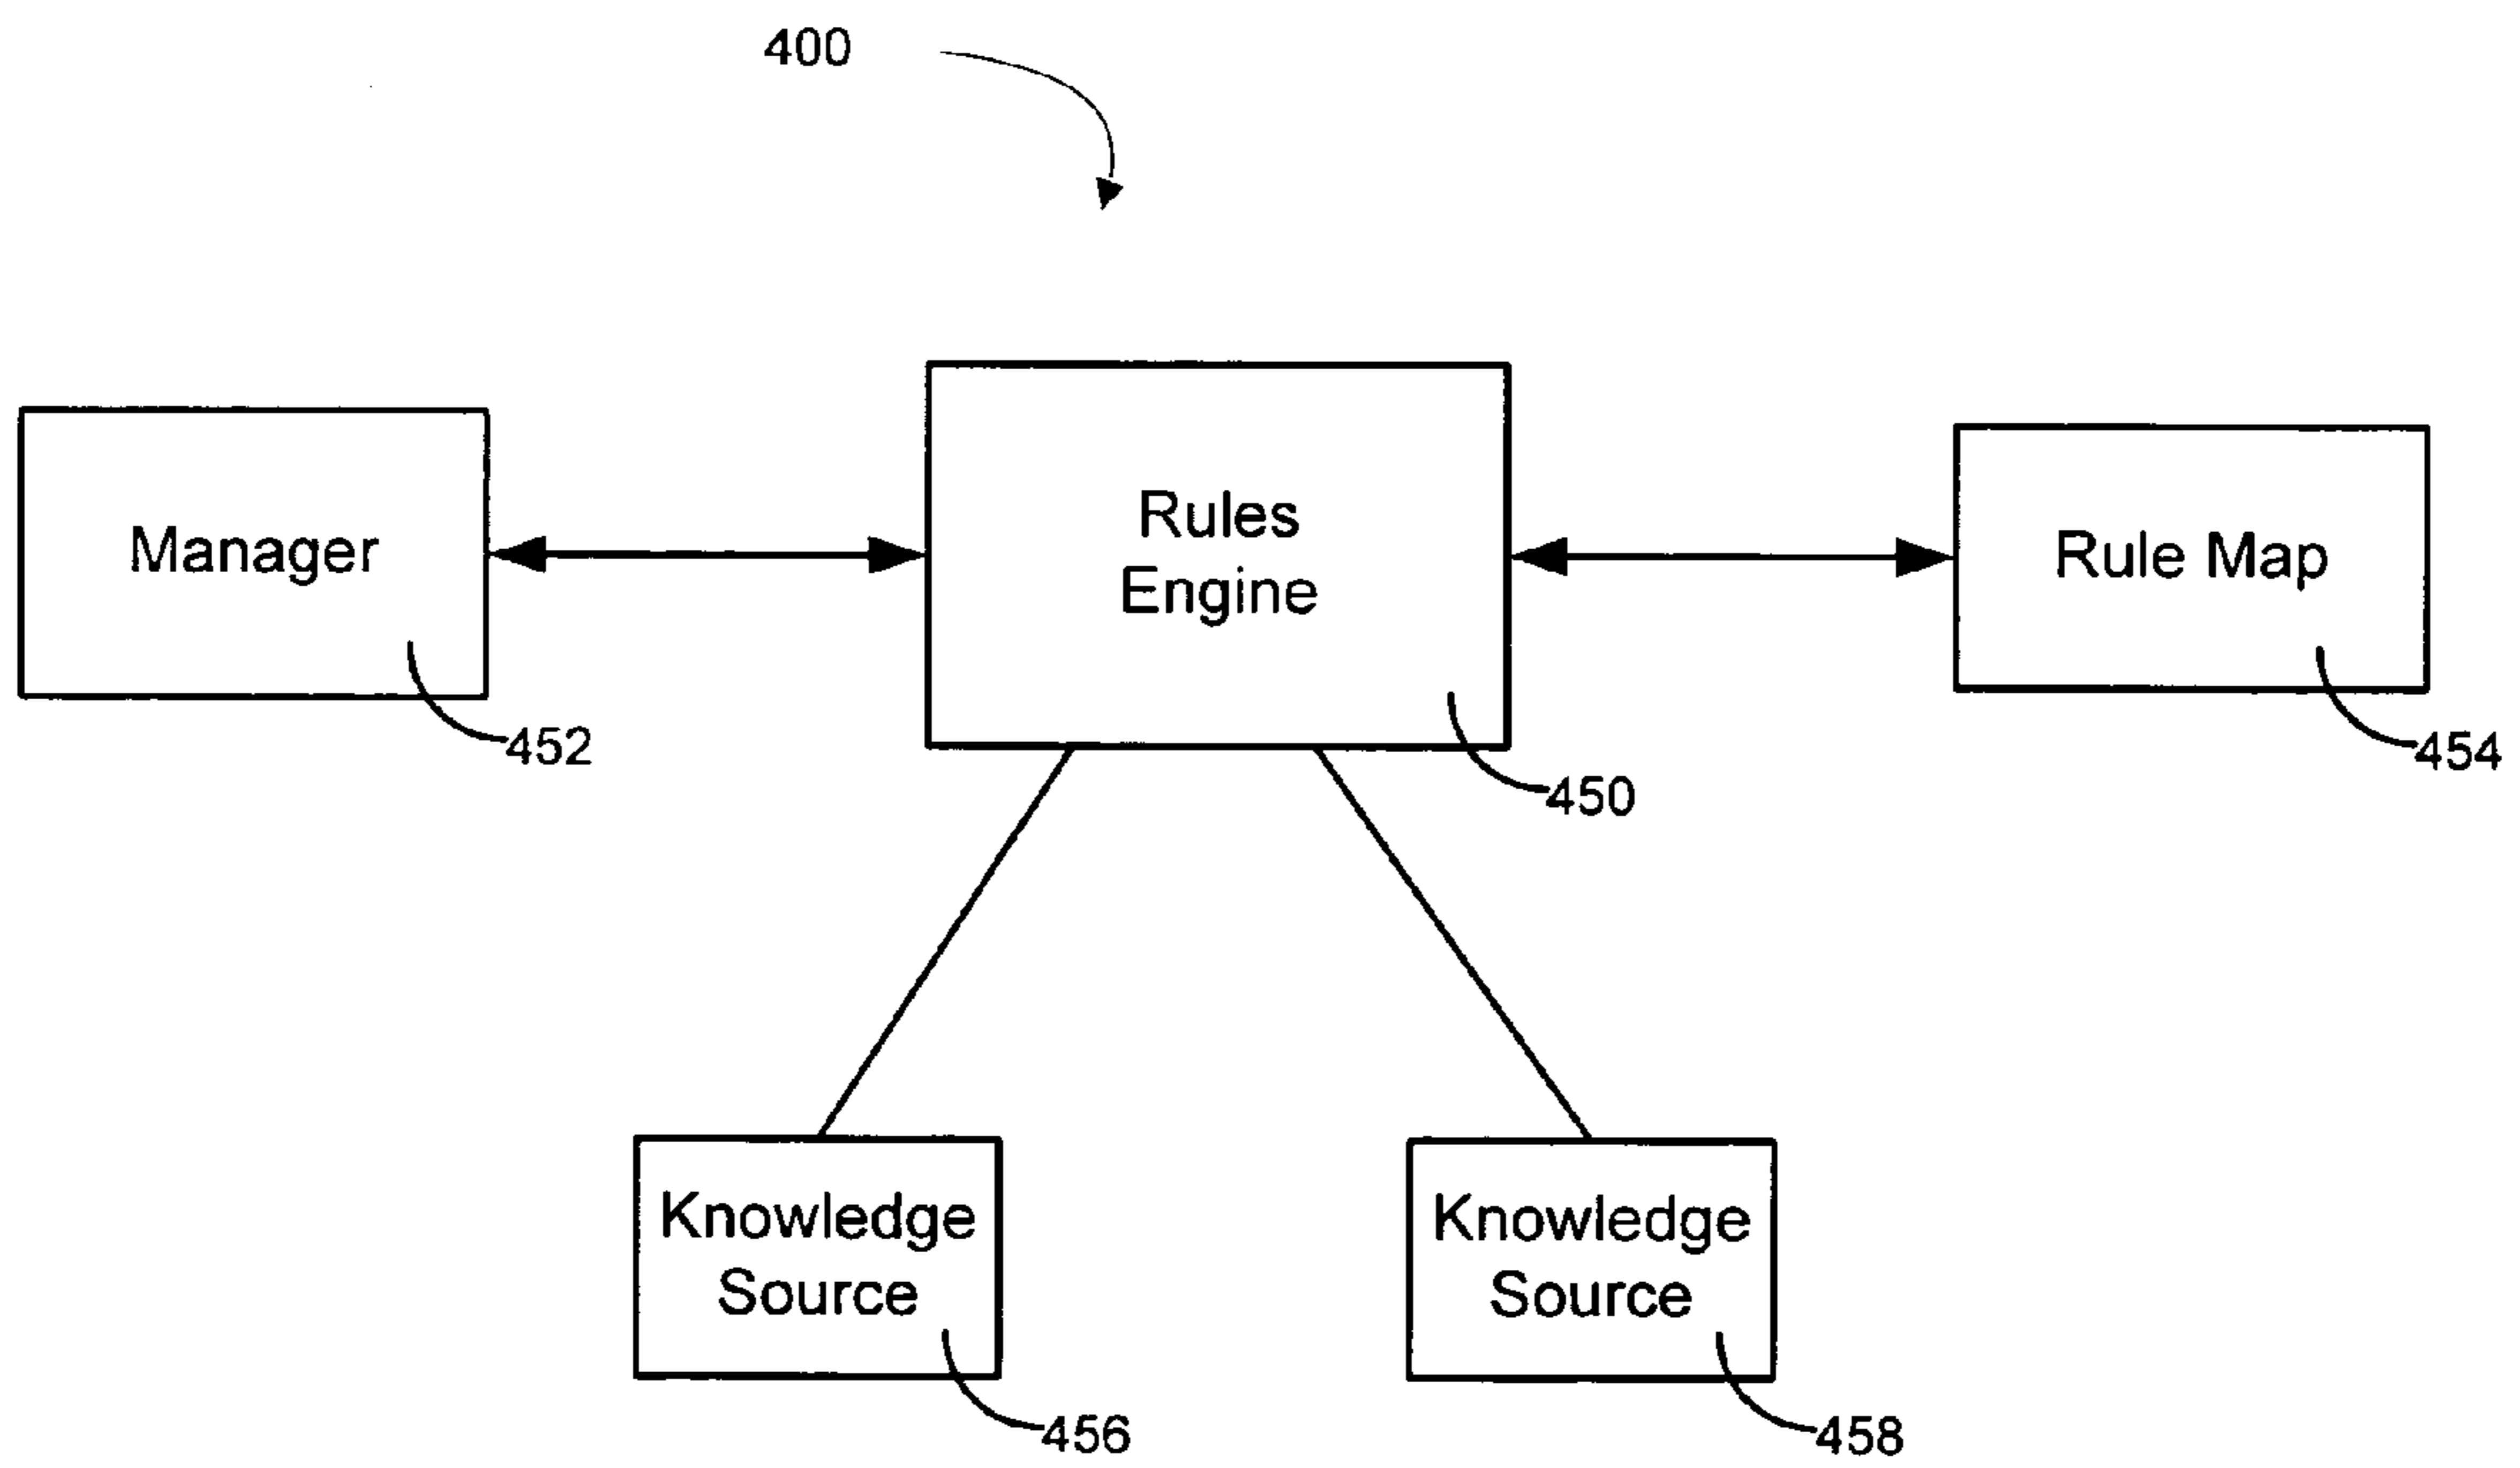 400
Manager
452
Rules
Engine
450
Rule Map
454
Knowledge
Source
456
Knowledge
Source
458